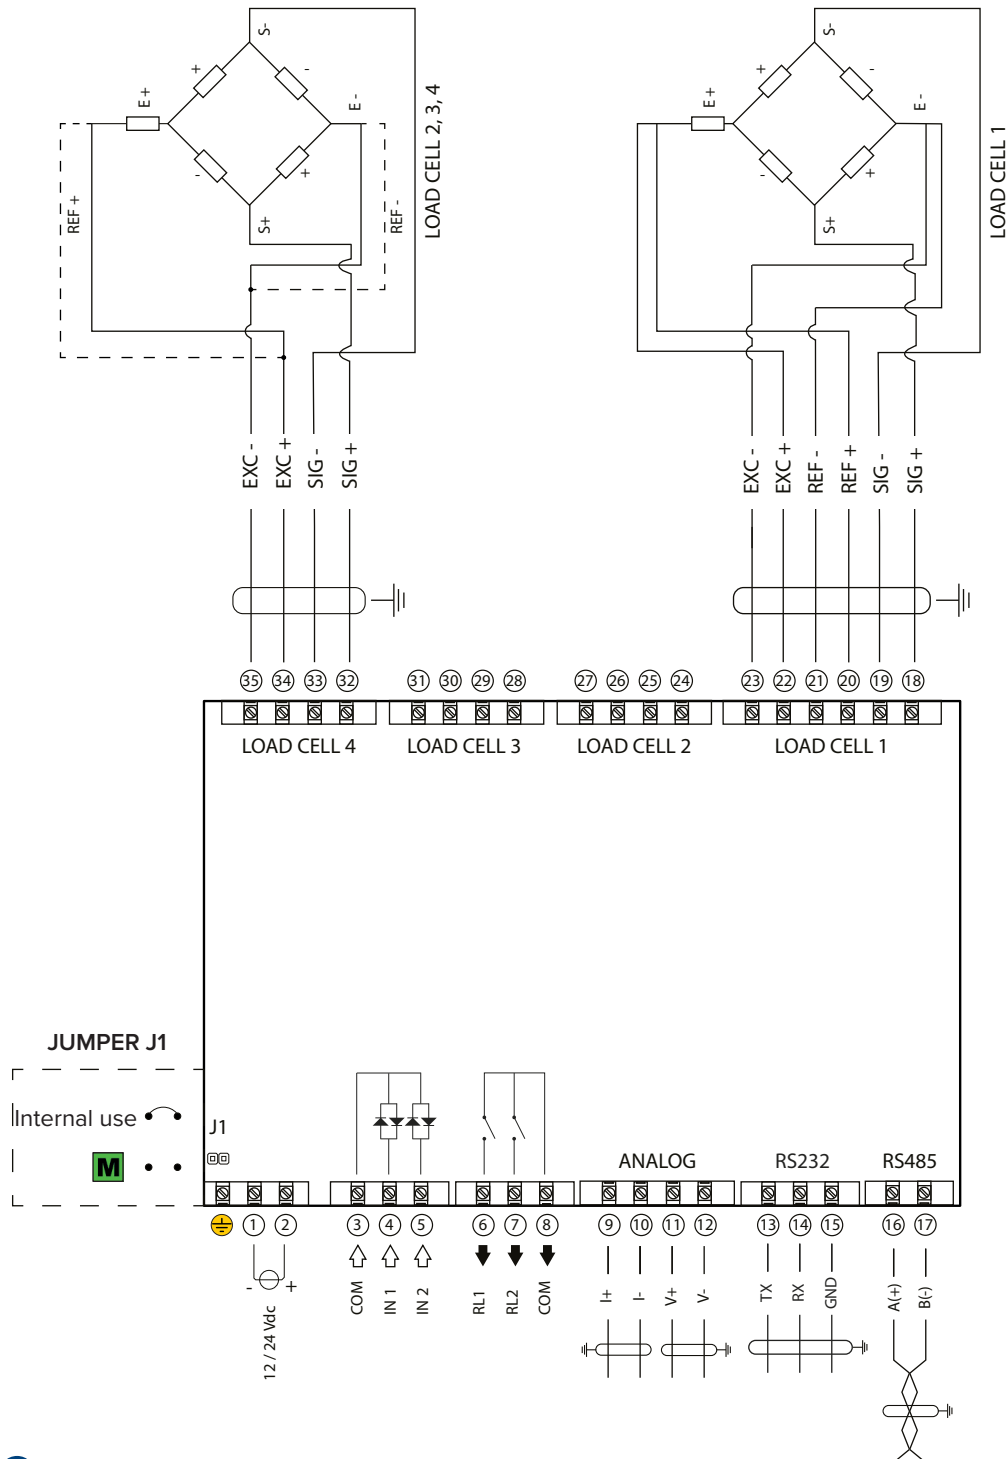 S-
S-
+
-
+
-
E +
E -
E +
E -
-
+
-
+
REF +
S+
REF -
LOAD CELL 2, 3, 4
S+
LOAD CELL 1
EXC -
EXC +
SIG -
SIG +
EXC -
EXC +
REF -
REF +
SIG -
SIG +
35 34 33 32 31 30 29 28 27 26 25 24 23 22 21 20 19 18
LOAD CELL 4 LOAD CELL 3 LOAD CELL 2 LOAD CELL 1
JUMPER J1
Internal use
J1
M
ANALOG RS232 RS485
1 2 3 4 5 6 7 8 9 10 11 12 13 14 15 16 17
- +
12 / 24 Vdc
COM
IN 1
IN 2
RL1
RL2
COM
I+
I-
V+
V-
TX
RX
GND
A(+)
B(-)